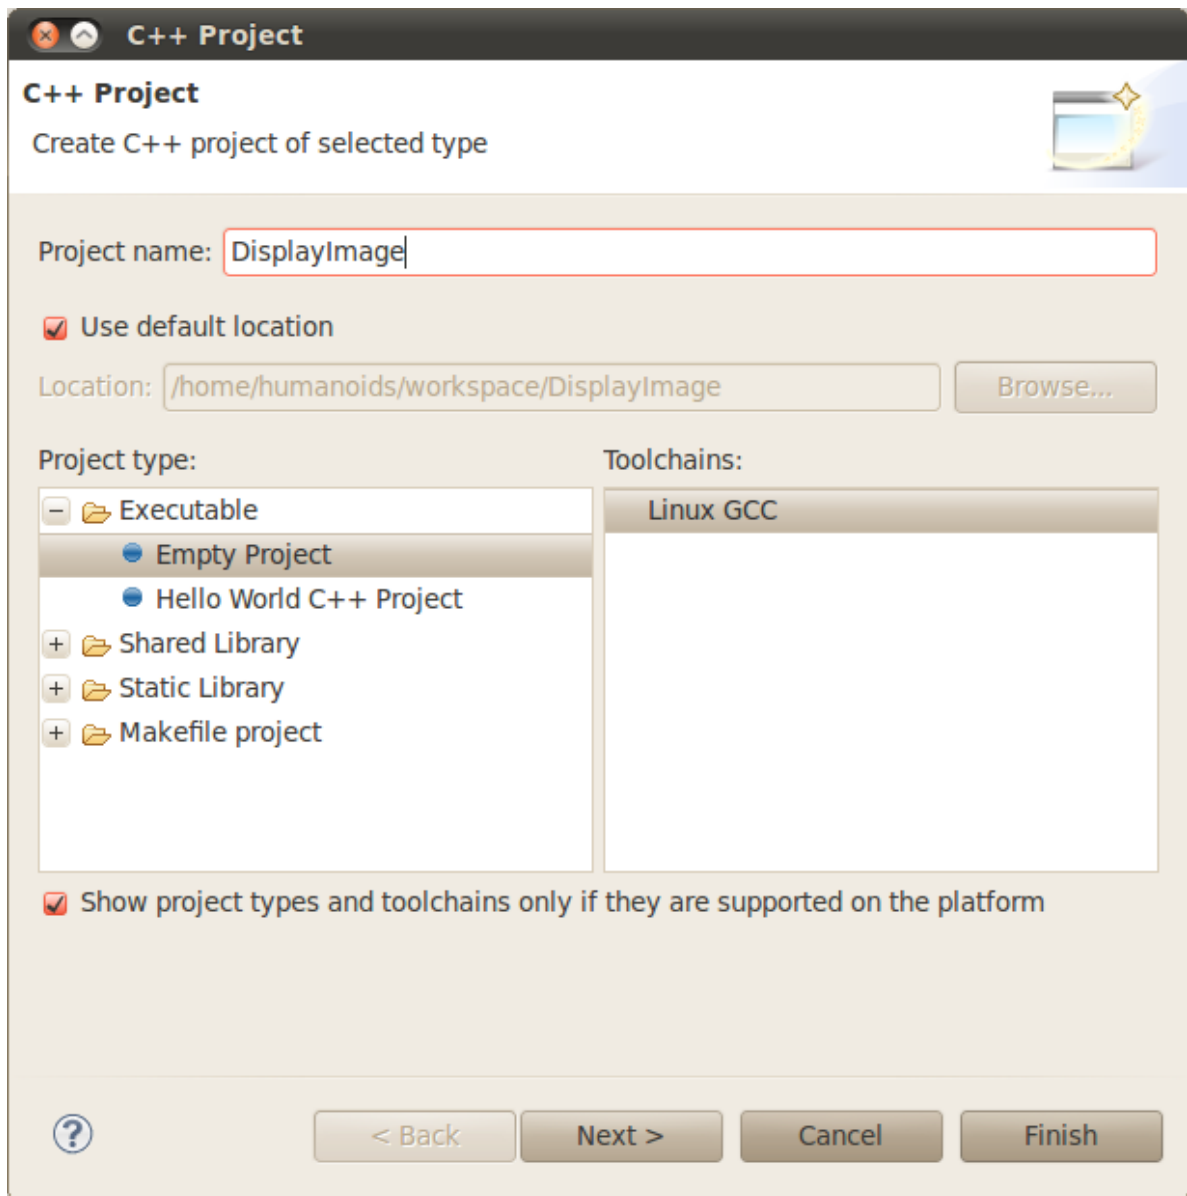 C++ Project
C++ Project
Create C++ project of selected type
Project name: DisplayImage
Use default location
Location: /home/humanoids/workspace/DisplayImage Browse...
Project type: Toolchains:
Executable Linux GCC
Empty Project
Hello World C++ Project
Shared Library
Static Library
Makefile project
Show project types and toolchains only if they are supported on the platform
? < Back Next > Cancel Finish